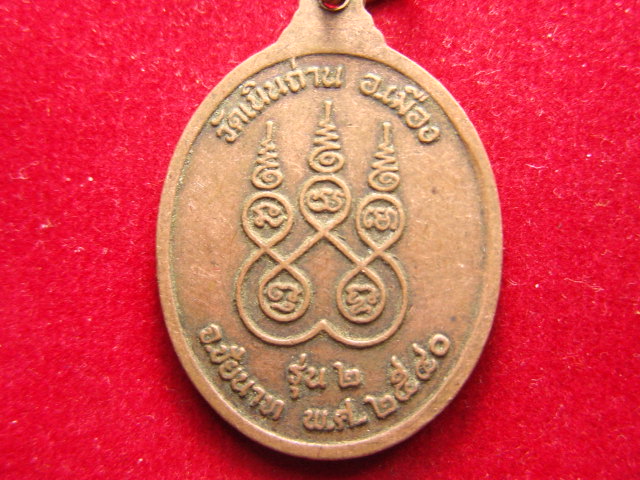 วัดเนินถ่าน อ.เมือง
รุ่น ๒
จ.ชัยนาท พ.ศ. ๒๕๔๐